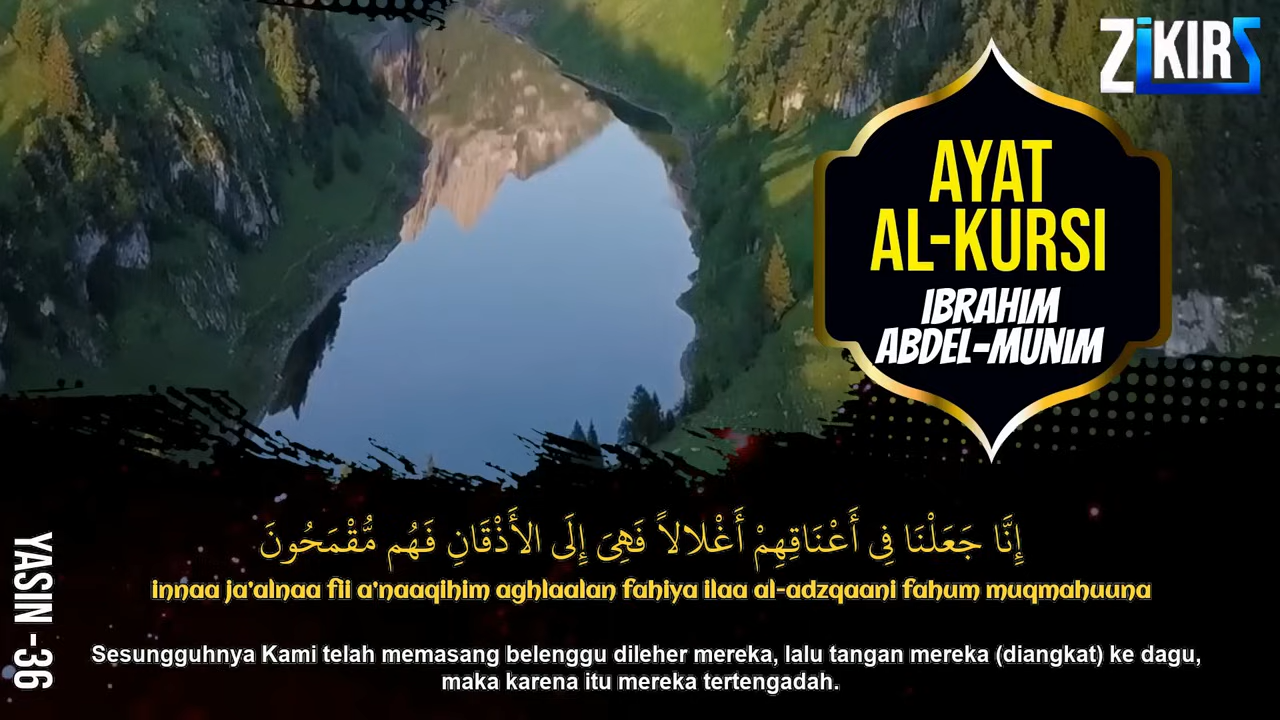 ZiKIRS
AYAT
AL-KURSI
IBRAHIM
ABDEL-MUNIM
إِنَّا جَعَلْنَا فِى أَعْنَاقِهِمْ أَغْلالاً فَهِىَ إِلَى الأَذْقَانِ فَهُم مُّقْمَحُونَ
innaa ja'alnaa fii a'naaqihim aghlaalan fahiya ilaa al-adzqaani fahum muqmahuuna
Sesungguhnya Kami telah memasang belenggu dileher mereka, lalu tangan mereka (diangkat) ke dagu,
maka karena itu mereka tertengadah.
YASIN -36